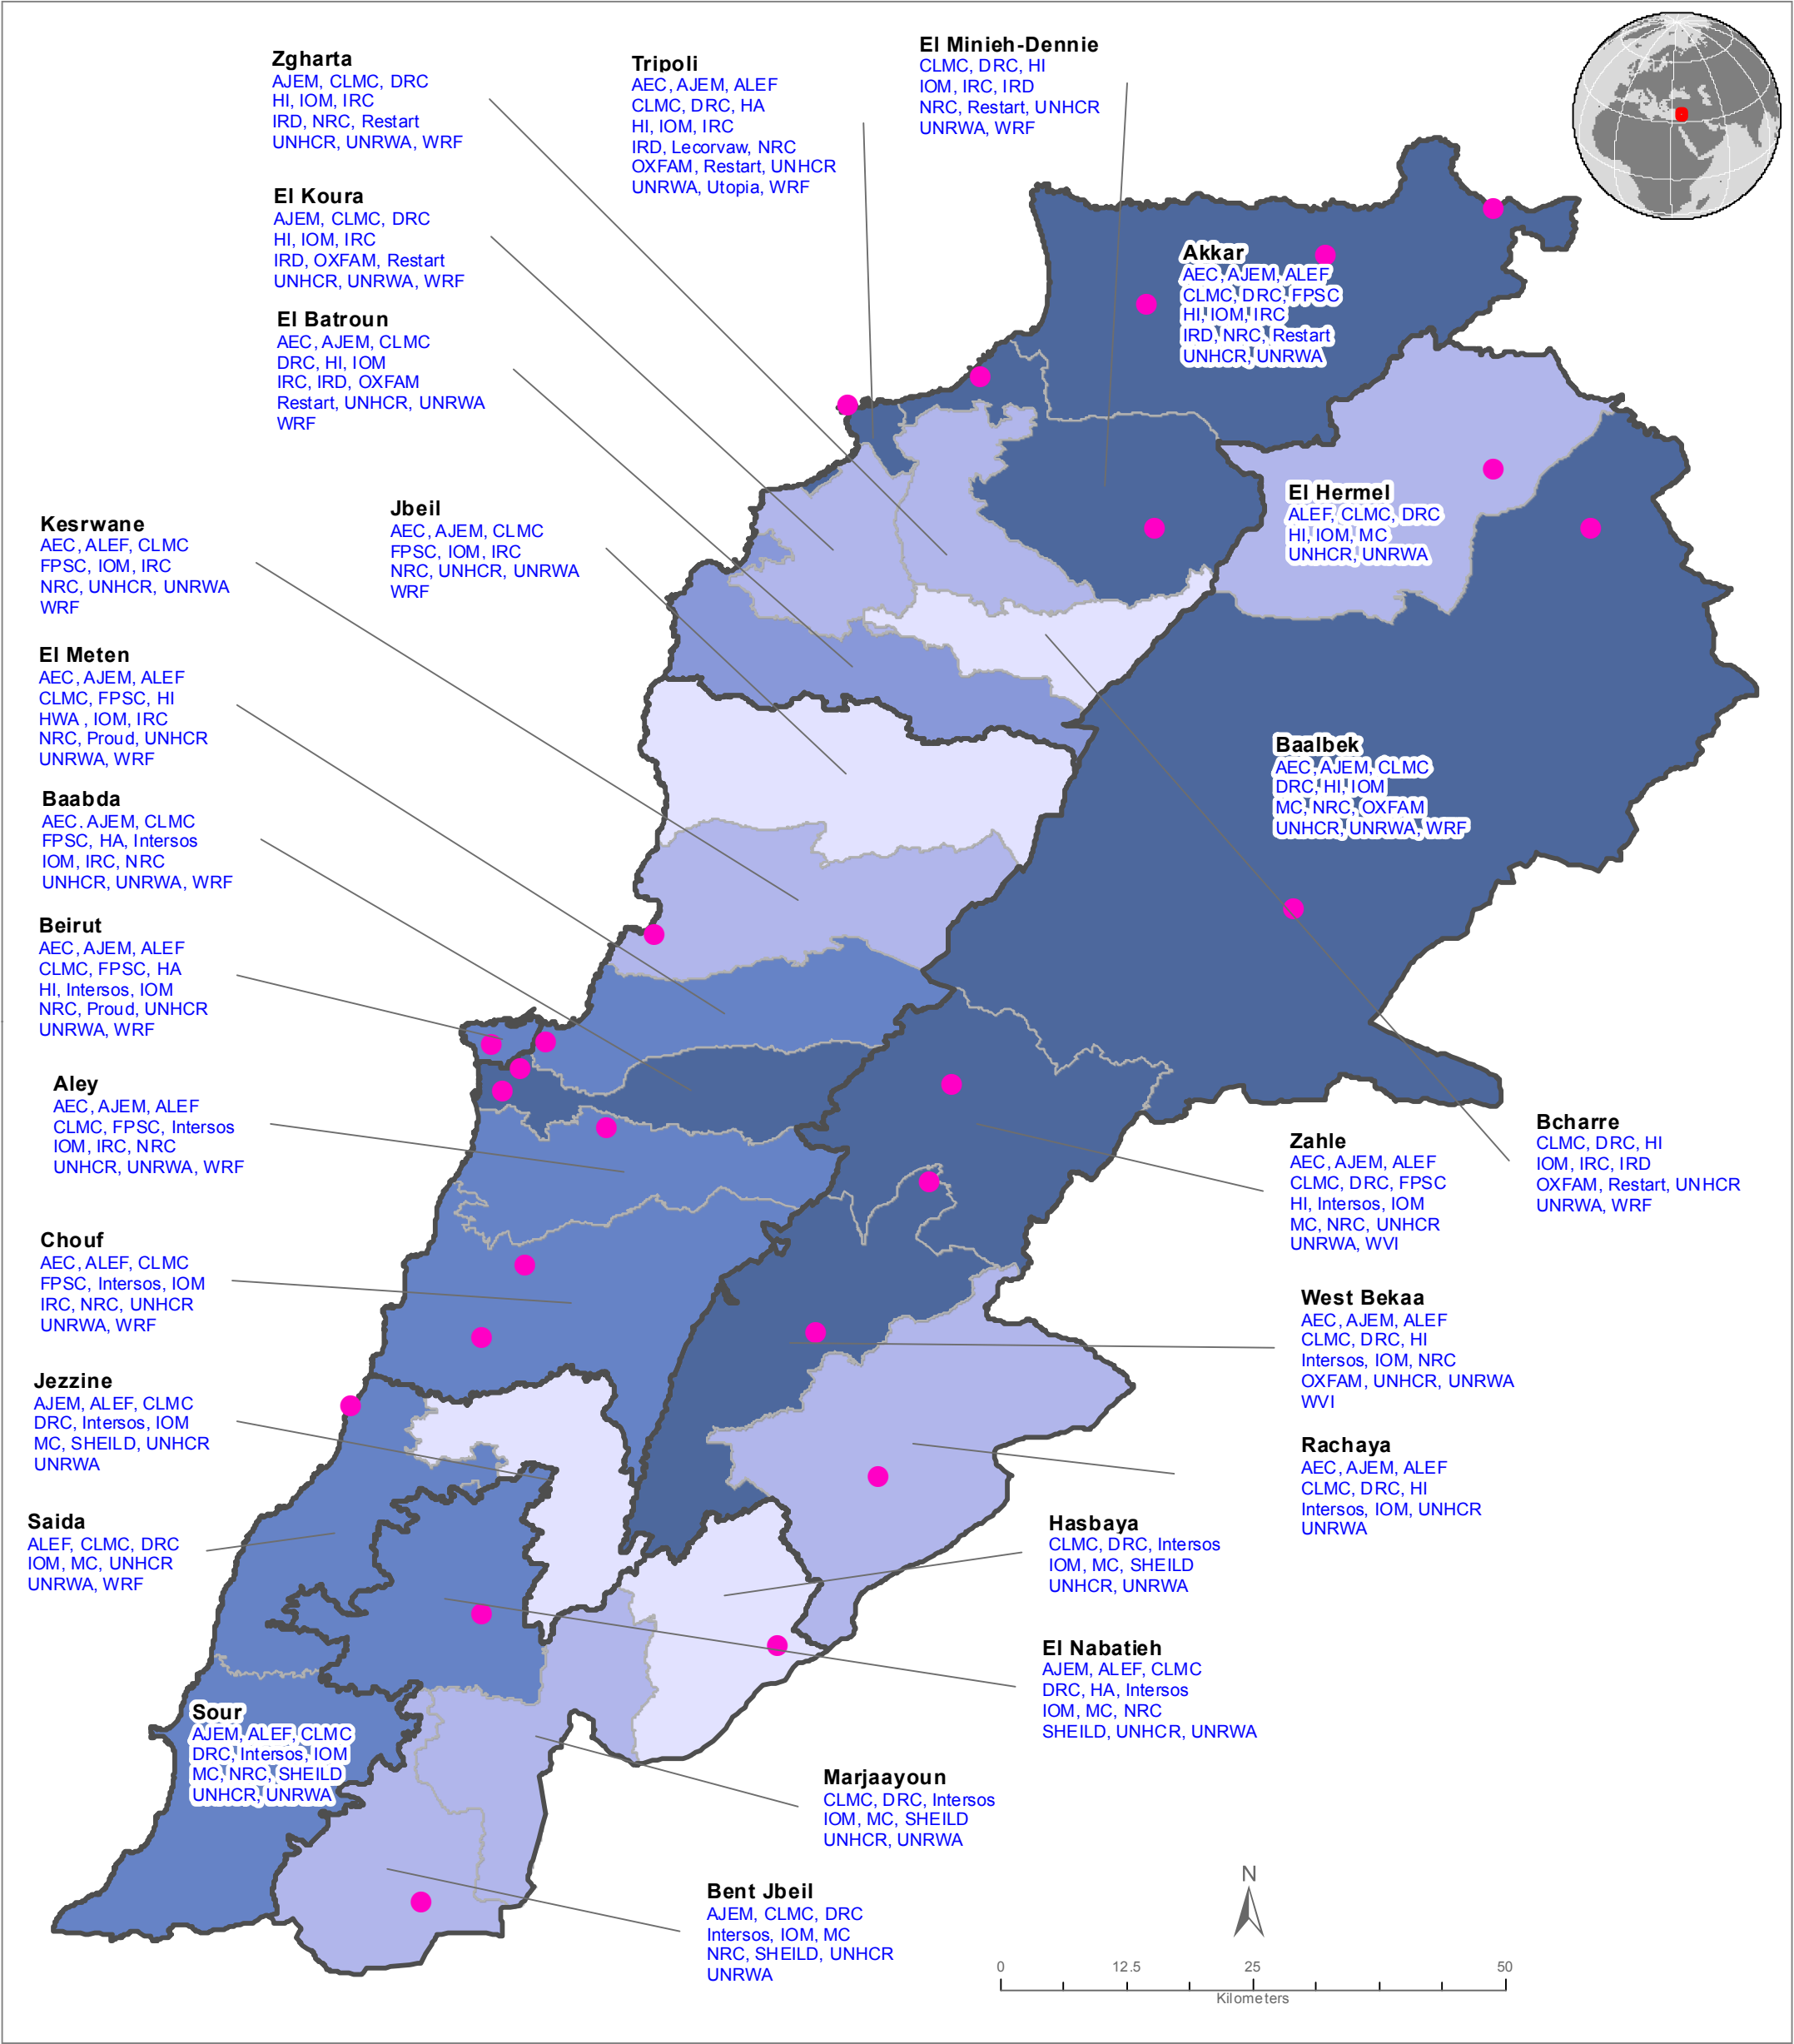 Zgharta
AJEM, CLMC, DRC
HI, IOM, IRC
IRD, NRC, Restart
UNHCR, UNRWA, WRF
Tripoli
AEC, AJEM, ALEF
CLMC, DRC, HA
HI, IOM, IRC
IRD, Lecorvaw, NRC
OXFAM, Restart, UNHCR
UNRWA, Utopia, WRF
El Minieh-Dennie
CLMC, DRC, HI
IOM, IRC, IRD
NRC, Restart, UNHCR
UNRWA, WRF
El Koura
AJEM, CLMC, DRC
HI, IOM, IRC
IRD, OXFAM, Restart
UNHCR, UNRWA, WRF
Akkar
AEC, AJEM, ALEF
CLMC, DRC, FPSC
HI, IOM, IRC
IRD, NRC, Restart
UNHCR, UNRWA
El Batroun
AEC, AJEM, CLMC
DRC, HI, IOM
IRC, IRD, OXFAM
Restart, UNHCR, UNRWA
WRF
El Hermel
ALEF, CLMC, DRC
HI, IOM, MC
UNHCR, UNRWA
Kesrwane
AEC, ALEF, CLMC
FPSC, IOM, IRC
NRC, UNHCR, UNRWA
WRF
Jbeil
AEC, AJEM, CLMC
FPSC, IOM, IRC
NRC, UNHCR, UNRWA
WRF
El Meten
AEC, AJEM, ALEF
CLMC, FPSC, HI
HWA , IOM, IRC
NRC, Proud, UNHCR
UNRWA, WRF
Baalbek
AEC, AJEM, CLMC
DRC, HI, IOM
MC, NRC, OXFAM
UNHCR, UNRWA, WRF
Baabda
AEC. AJEM, CLMC
FPSC, HA, Intersos
IOM, IRC, NRC
UNHCR, UNRWA, WRF
Beirut
AEC, AJEM, ALEF
CLMC, FPSC, HA
HI, Intersos, IOM
NRC, Proud, UNHCR
UNRWA, WRF
Aley
AEC, AJEM, ALEF
CLMC, FPSC, Intersos
IOM, IRC, NRC
UNHCR, UNRWA, WRF
Bcharre
CLMC, DRC, HI
IOM, IRC, IRD
OXFAM, Restart, UNHCR
UNRWA, WRF
Zahle
AEC, AJEM, ALEF
CLMC, DRC, FPSC
HI, Intersos, IOM
MC, NRC, UNHCR
UNRWA, WVI
Chouf
AEC, ALEF, CLMC
FPSC, Intersos, IOM
IRC, NRC, UNHCR
UNRWA, WRF
West Bekaa
AEC, AJEM, ALEF
CLMC, DRC, HI
Intersos, IOM, NRC
OXFAM, UNHCR, UNRWA
WVI
Jezzine
AJEM, ALEF, CLMC
DRC, Intersos, IOM
MC, SHEILD, UNHCR
UNRWA
Rachaya
AEC, AJEM, ALEF
CLMC, DRC, HI
Intersos, IOM, UNHCR
UNRWA
Saida
ALEF, CLMC, DRC
IOM, MC, UNHCR
UNRWA, WRF
Hasbaya
CLMC, DRC, Intersos
IOM, MC, SHEILD
UNHCR, UNRWA
El Nabatieh
AJEM, ALEF, CLMC
DRC, HA, Intersos
IOM, MC, NRC
SHEILD, UNHCR, UNRWA
Sour
AJEM, ALEF, CLMC
DRC, Intersos, IOM
MC, NRC, SHEILD
UNHCR, UNRWA
Marjaayoun
CLMC, DRC, Intersos
IOM, MC, SHEILD
UNHCR, UNRWA
Bent Jbeil
AJEM, CLMC, DRC
Intersos, IOM, MC
NRC, SHEILD, UNHCR
UNRWA
N
0 12.5 25 50
Kilometers